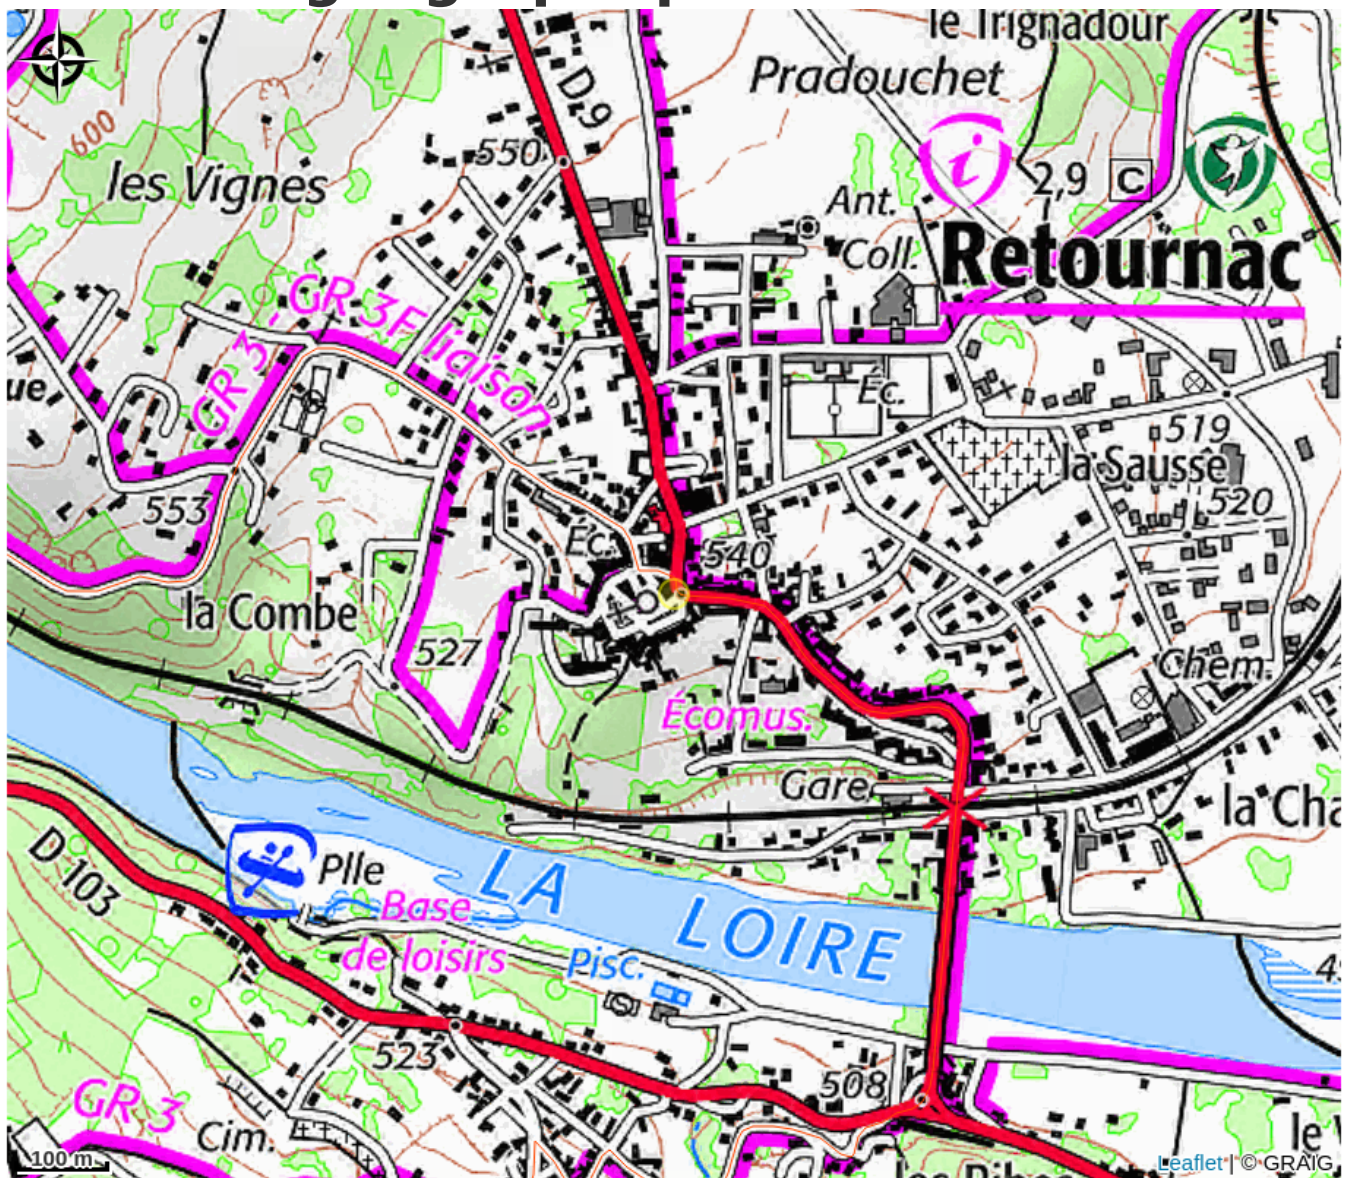 le Trignadour
Pradouchet
D 9
600
550
les Vignes
2,9
C
Ant.
Coll.
Retournac
GR 3 - GR 3F liaison
ue
Éc.
519
la Sausse
520
553
Éc.
540
la Combe
527
Chem.
Écomus.
Gare
la Cha
D 103
Plle
LA LOIRE
Base
de loisirs
Pisc.
523
508
GR 3
Cim.
100 m
Leaflet | © GRAIG